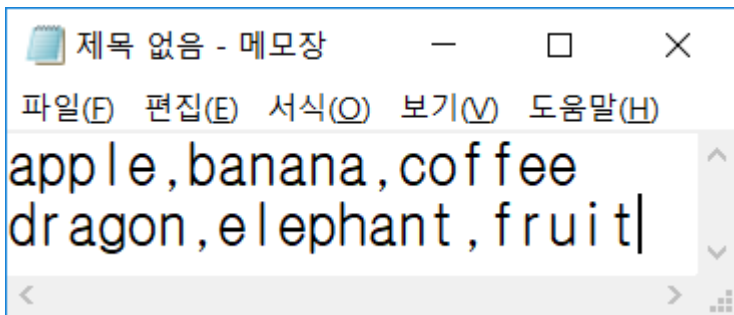 제목 없음 - 메모장
파일(F) 편집(E) 서식(O) 보기(V) 도움말(H)
apple,banana,coffee
dragon,elephant,fruit